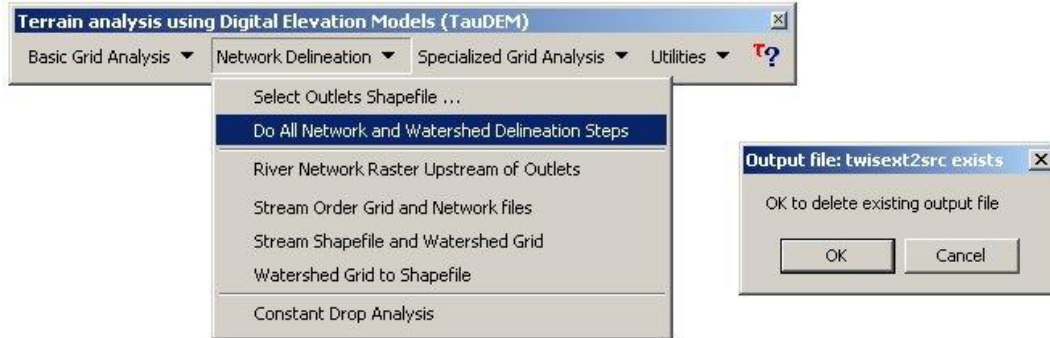 Terrain analysis using Digital Elevation Models (TauDEM)
Basic Grid Analysis Network Delineation Specialized Grid Analysis Utilities T?
Select Outlets Shapefile ...
Do All Network and Watershed Delineation Steps
River Network Raster Upstream of Outlets
Stream Order Grid and Network files
Stream Shapefile and Watershed Grid
Watershed Grid to Shapefile
Constant Drop Analysis
Output file: twisext2src exists X
OK to delete existing output file
OK Cancel